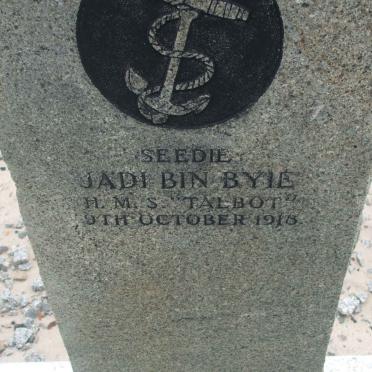 SEEDIE
JADI BIN BYIE
H. M. S. "TALBOT"
9TH OCTOBER 1918